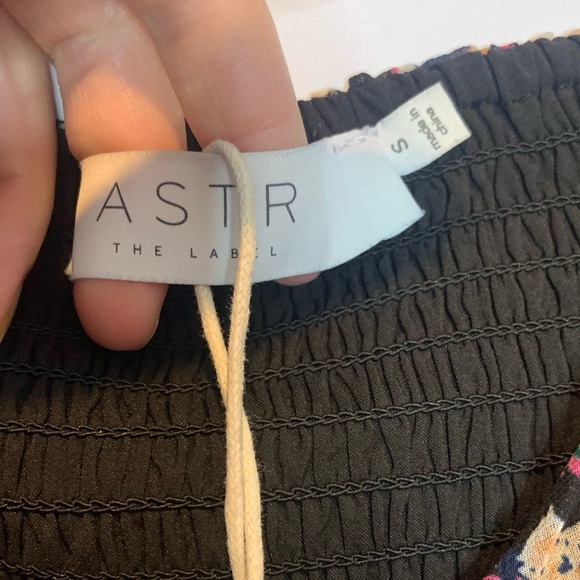 ASTR
THE LABEL
S
made in
china